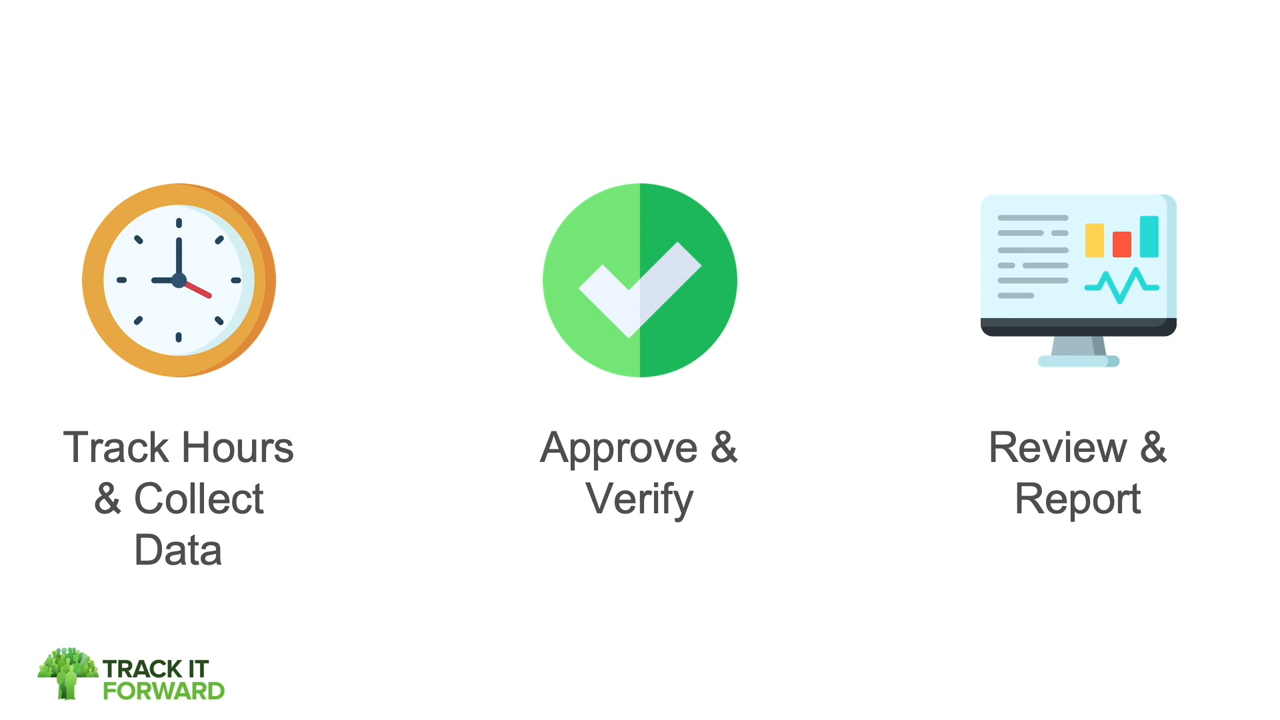 Track Hours
& Collect
Data
Approve &
Verify
Review &
Report
TRACK IT
FORWARD